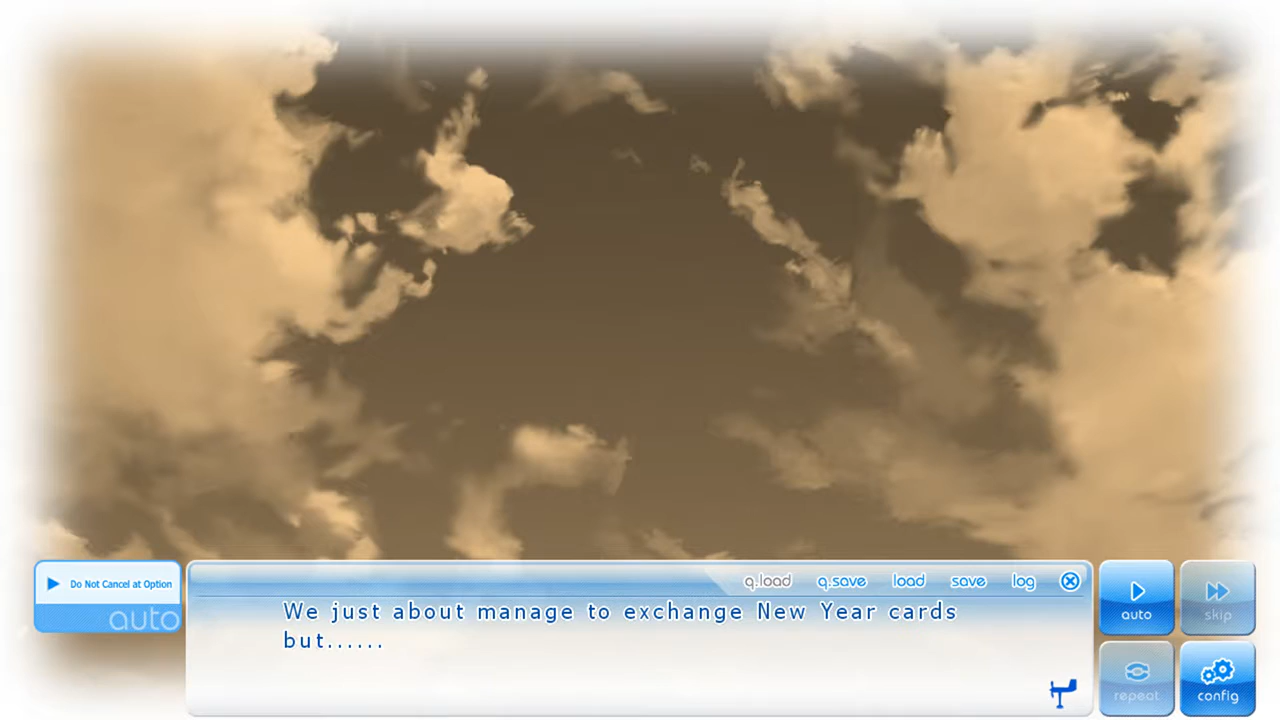 Do Not Cancel at Option
auto
q.load q.save load save log
We just about manage to exchange New Year cards
but......
auto
skip
repeat
config